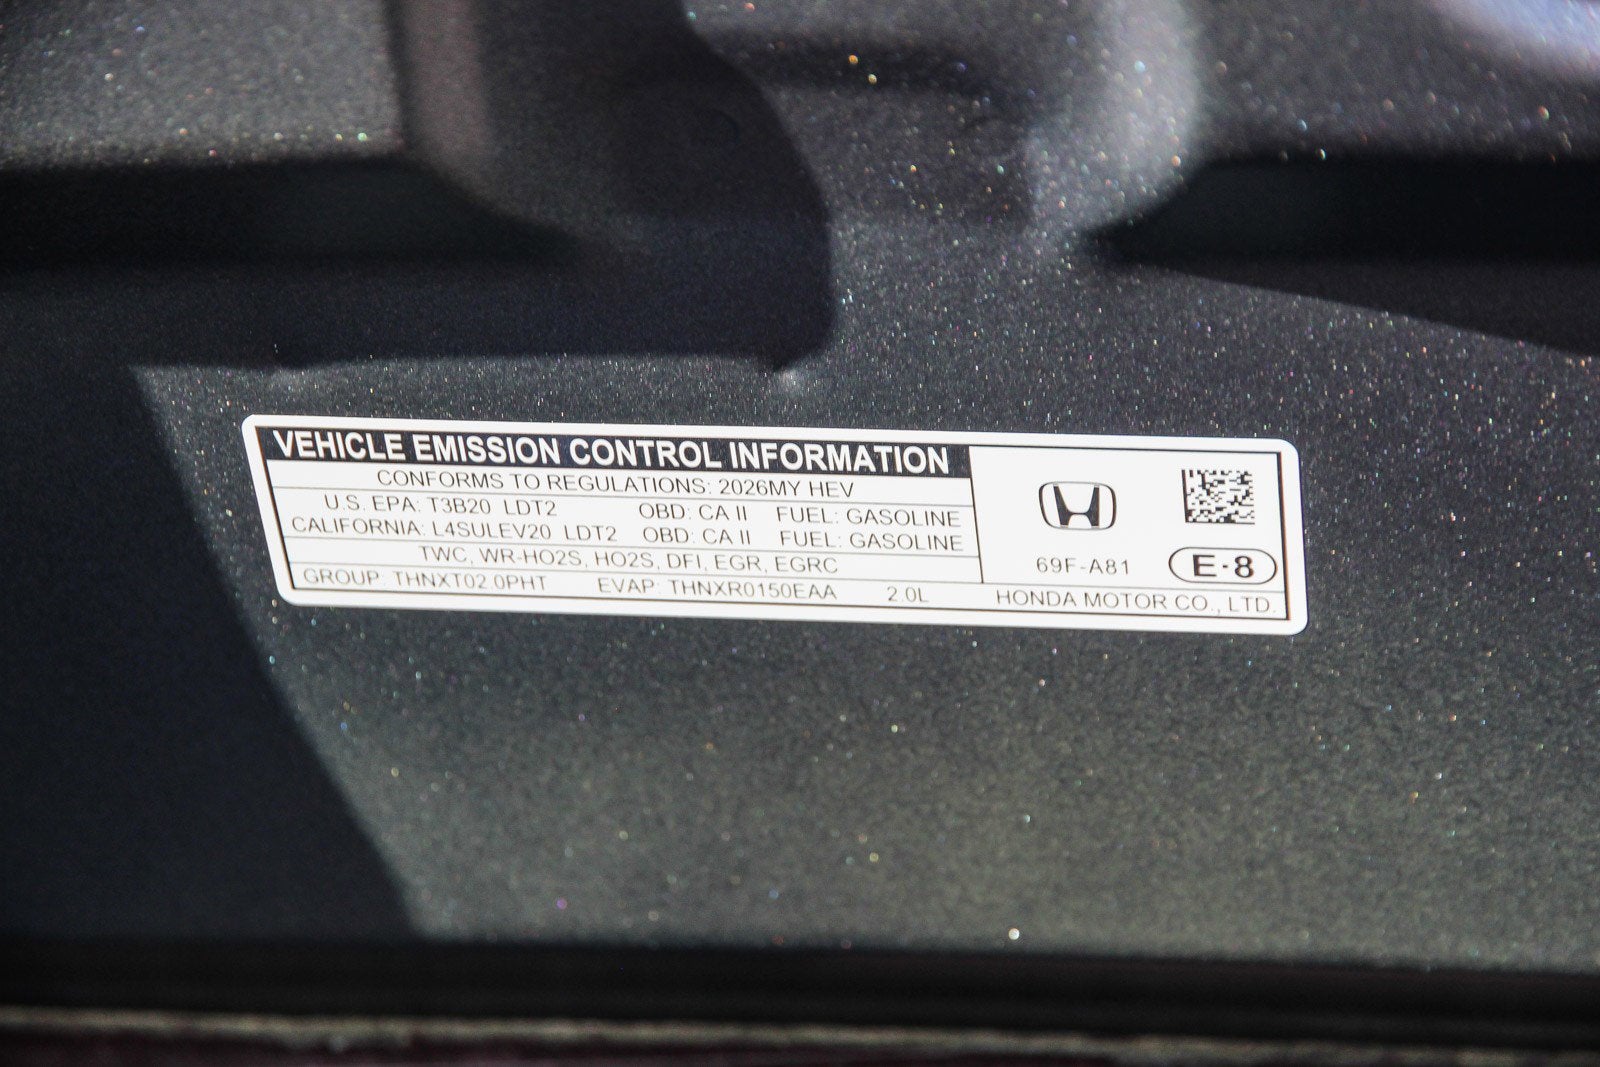 VEHICLE EMISSION CONTROL INFORMATION
CONFORMS TO REGULATIONS: 2026MY HEV
U.S. EPA: T3B20 LDT2 OBD: CA II FUEL: GASOLINE
CALIFORNIA: L4SULEV20 LDT2 OBD: CA II FUEL: GASOLINE
TWC, WR-HO2S, HO2S, DFI, EGR, EGRC
GROUP: THNXT02.0PHT EVAP: THNXR0150EAA 2.0L
69F-A81
E-8
HONDA MOTOR CO., LTD.